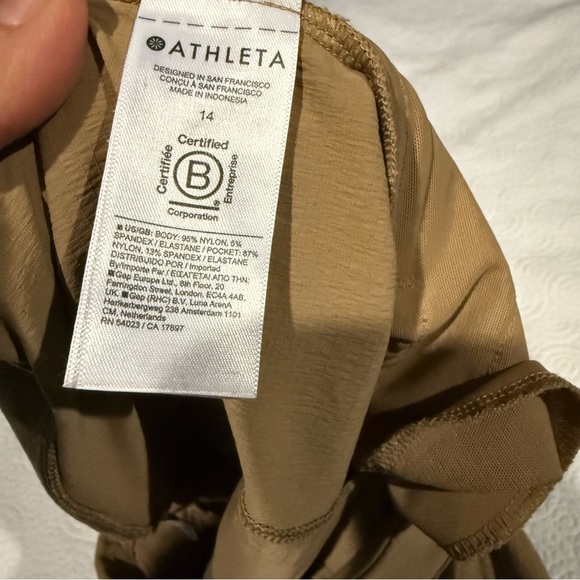 ATHLETA
DESIGNED IN SAN FRANCISCO
CONÇU À SAN FRANCISCO
MADE IN INDONESIA
14
Certified
Certifiée
B
Entreprise
Corporation
US/GB: BODY: 95% NYLON, 5%
SPANDEX / ELASTANE / POCKET: 87%
NYLON, 13% SPANDEX / ELASTANE
DISTRIBUIDO POR / Imported
By/Importe Par / ΕΙΣΑΓΕΤΑΙ ΑΠΟ ΤΗΝ:
Gap Europe Ltd., 8th Floor, 20
Farringdon Street, London, EC4A 4AB,
UK. Gap (RHC) B.V. Luna ArenA
Herikerbergweg 238 Amsterdam 1101
CM, Netherlands
RN 54023 / CA 17897